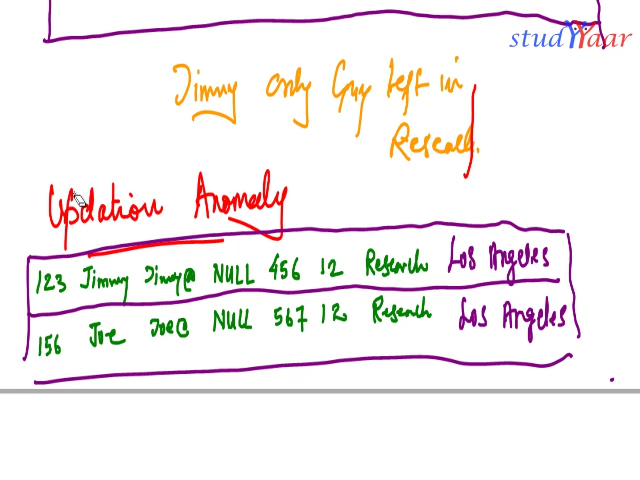 studYYaar
Jimmy only Guy Left in
Research.
Updation Anomaly
123 Jimmy Jimmy@ NULL 456 12 Research Los Angeles
156 Joe Joe@ NULL 567 12 Research Los Angeles